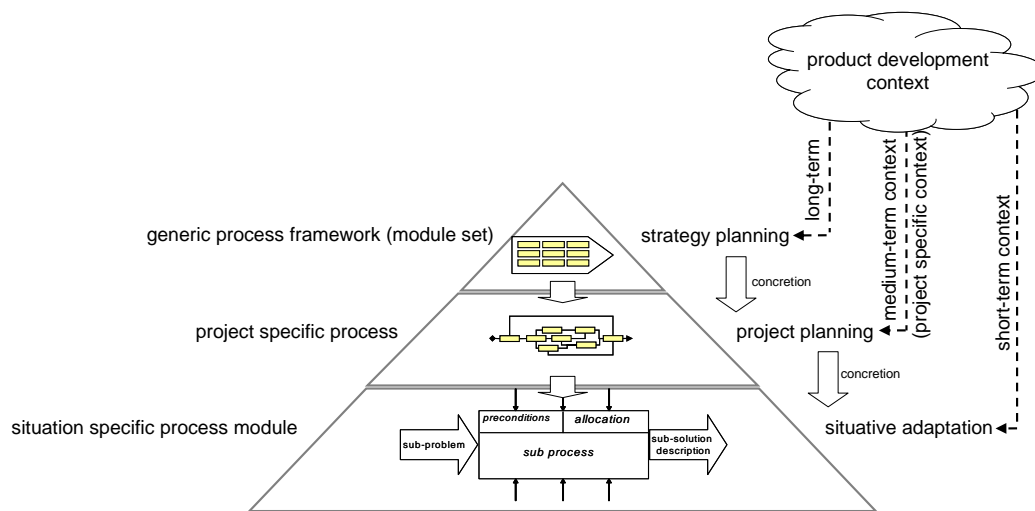 product development
context
long-term
medium-term context
(project specific context)
short-term context
generic process framework (module set)
strategy planning
concretion
project specific process
project planning
concretion
situation specific process module
preconditions
allocation
sub-problem
sub process
sub-solution
description
situative adaptation